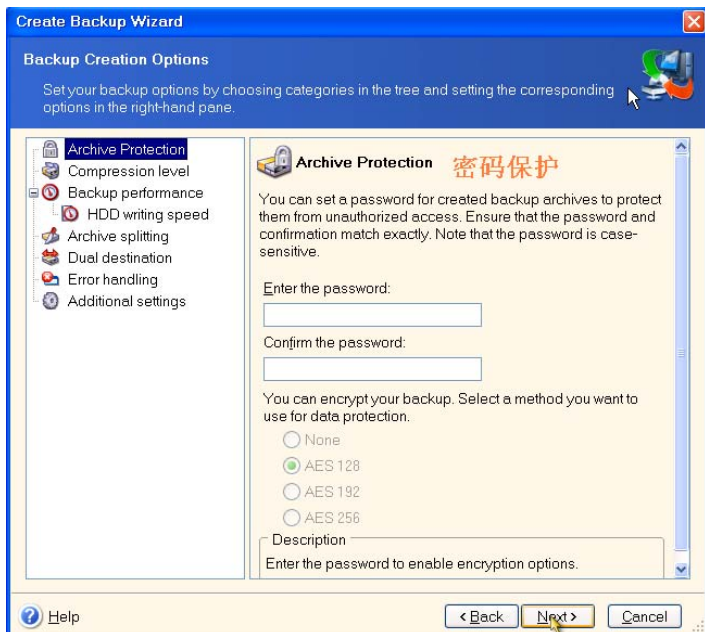 Create Backup Wizard
Backup Creation Options
Set your backup options by choosing categories in the tree and setting the corresponding
options in the right-hand pane.
Archive Protection
Compression level
Backup performance
HDD writing speed
Archive splitting
Dual destination
Error handling
Additional settings
Archive Protection 密码保护
You can set a password for created backup archives to protect
them from unauthorized access. Ensure that the password and
confirmation match exactly. Note that the password is case-
sensitive.
Enter the password:
Confirm the password:
You can encrypt your backup. Select a method you want to
use for data protection.
None
AES 128
AES 192
AES 256
Description
Enter the password to enable encryption options.
Help
< Back
Next >
Cancel